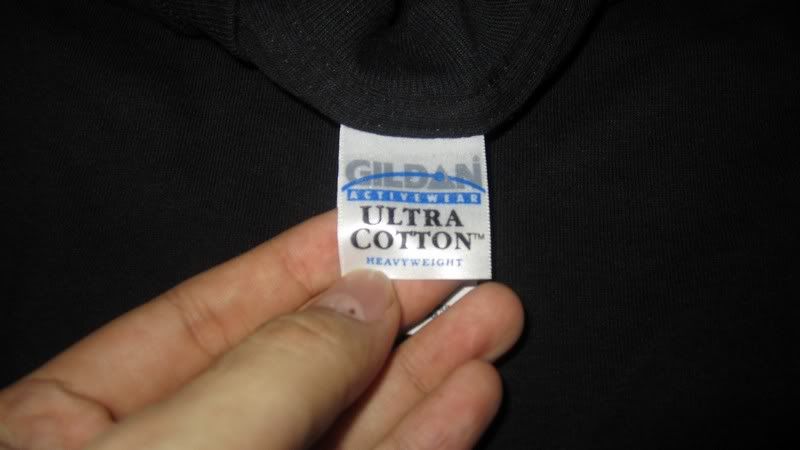 GILDAN
ACTIVEWEAR
ULTRA
COTTON™
HEAVYWEIGHT